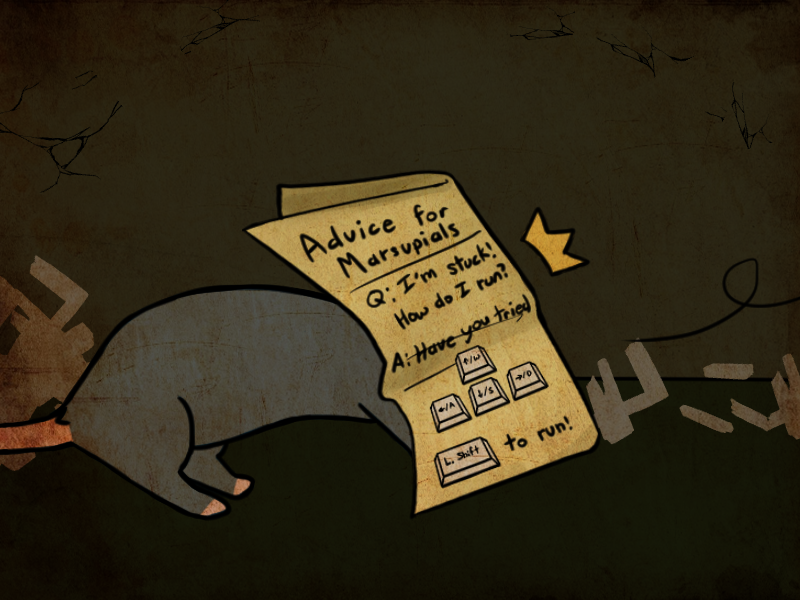 Advice for
Marsupials
Q: I'm stuck!
How do I run?
A: Have you tried
↑/W
←/A ↓/S →/D
L. Shift to run!